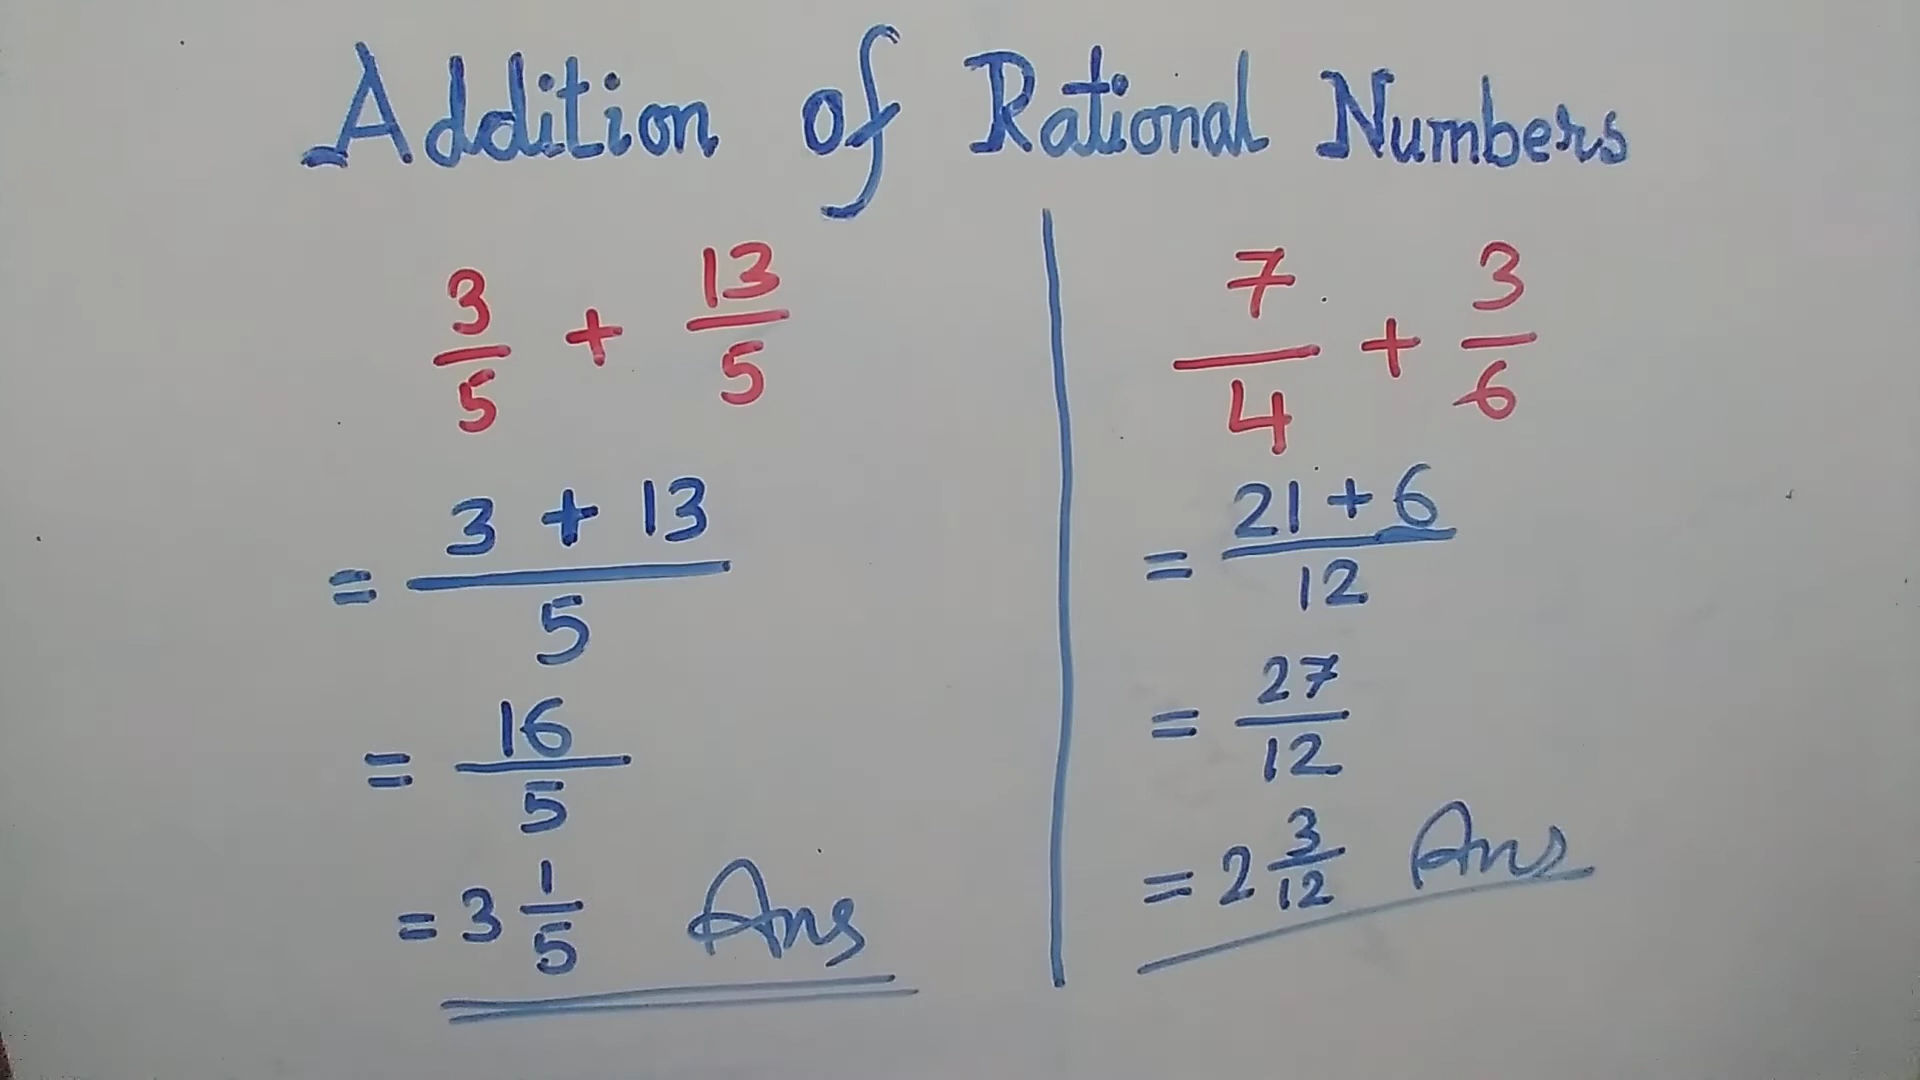 Addition of Rational Numbers
3/5 + 13/5
= 3 + 13/5
= 16/5
= 3 1/5 Ans
7/4 + 3/6
= 21 + 6/12
= 27/12
= 2 3/12 Ans